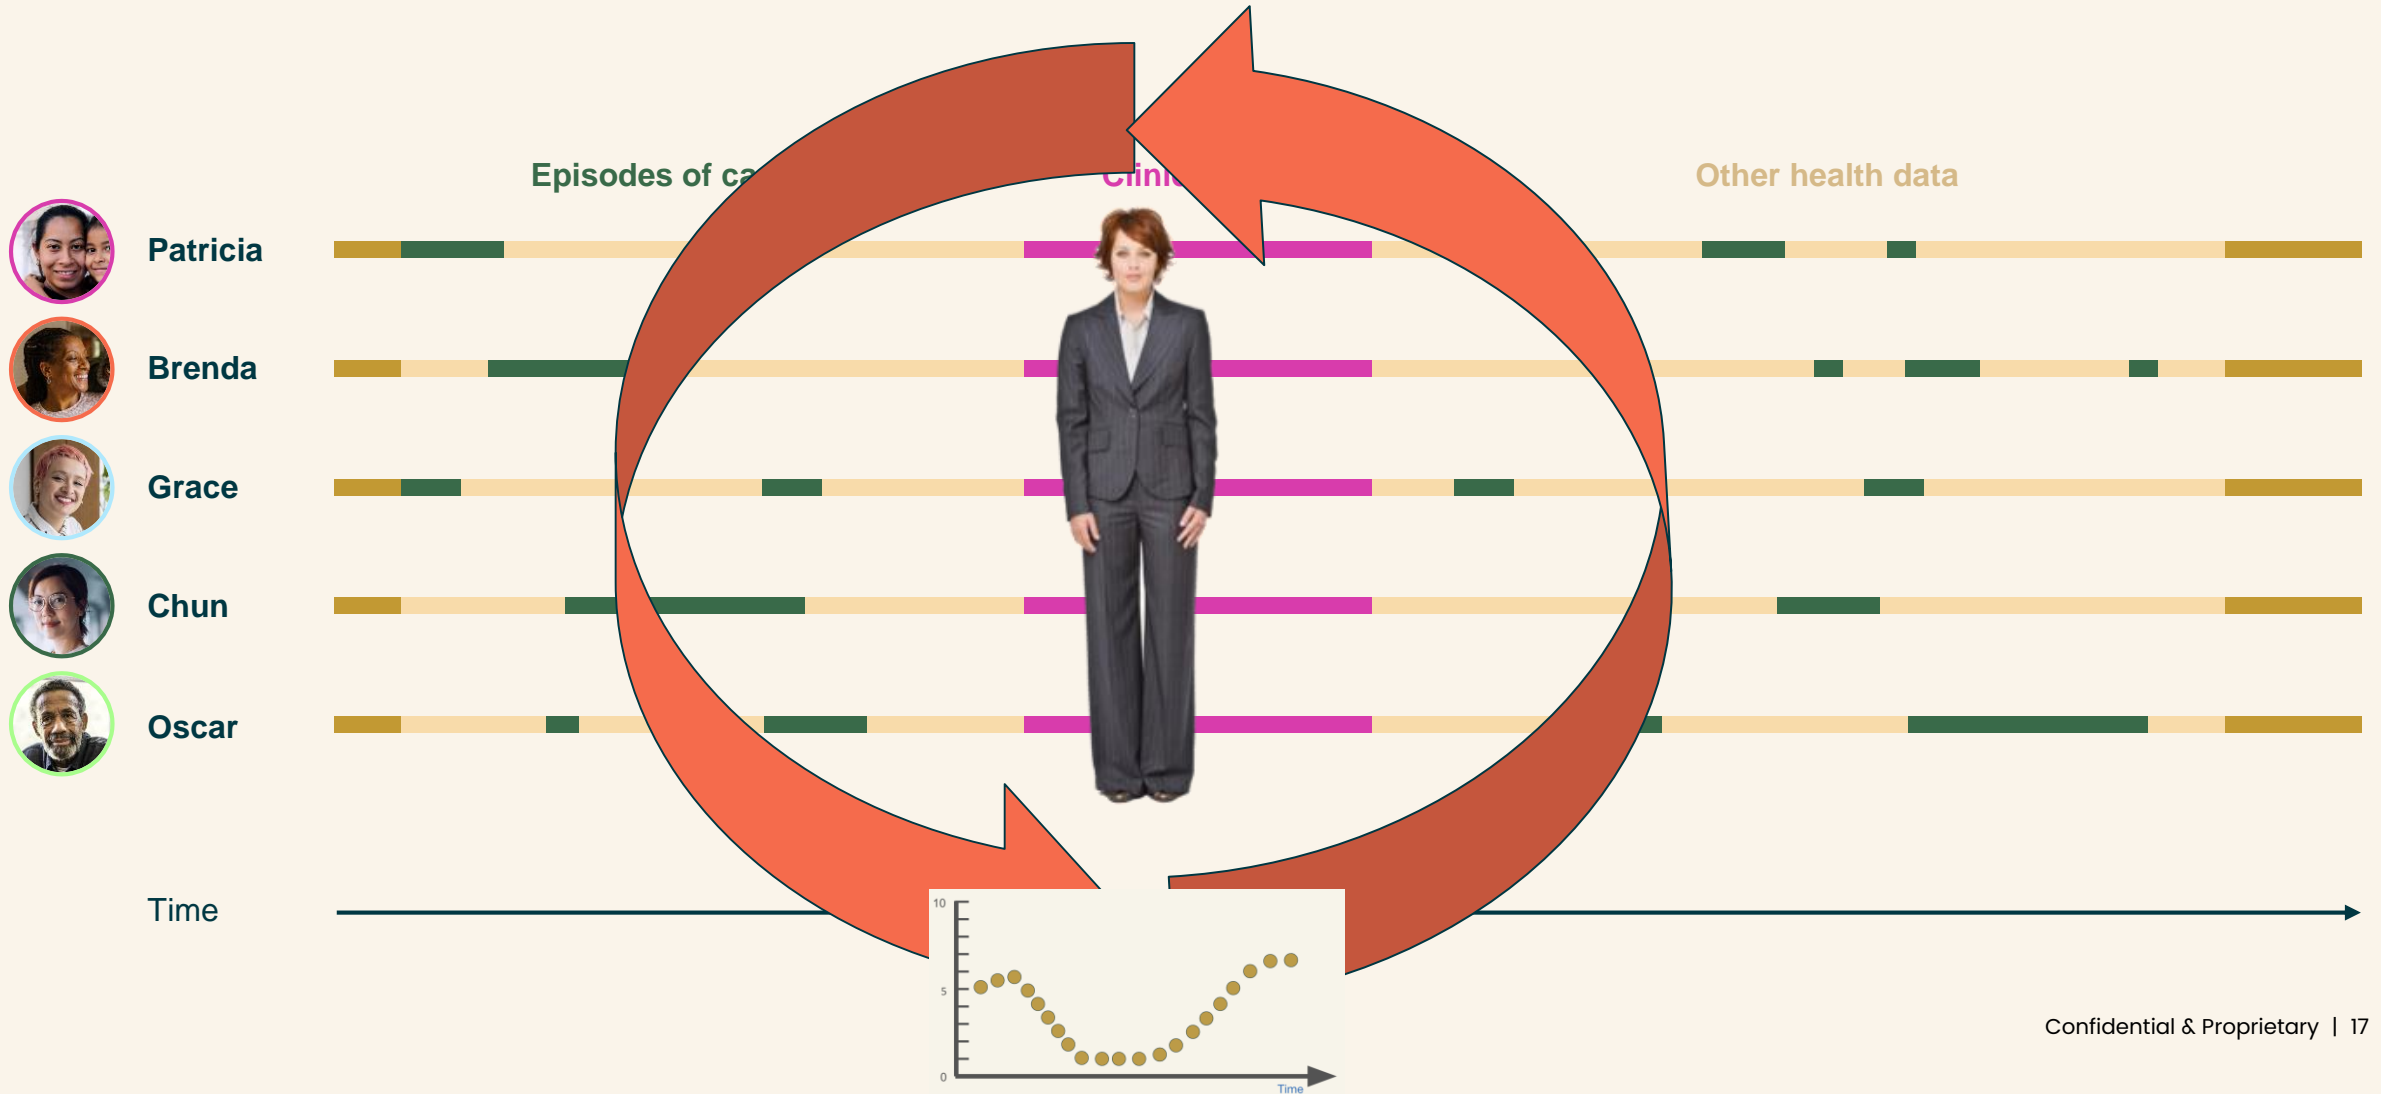 Episodes of ca
Clinic
Other health data
Patricia
Brenda
Grace
Chun
Oscar
Time
10
5
0
Time
Confidential & Proprietary | 17